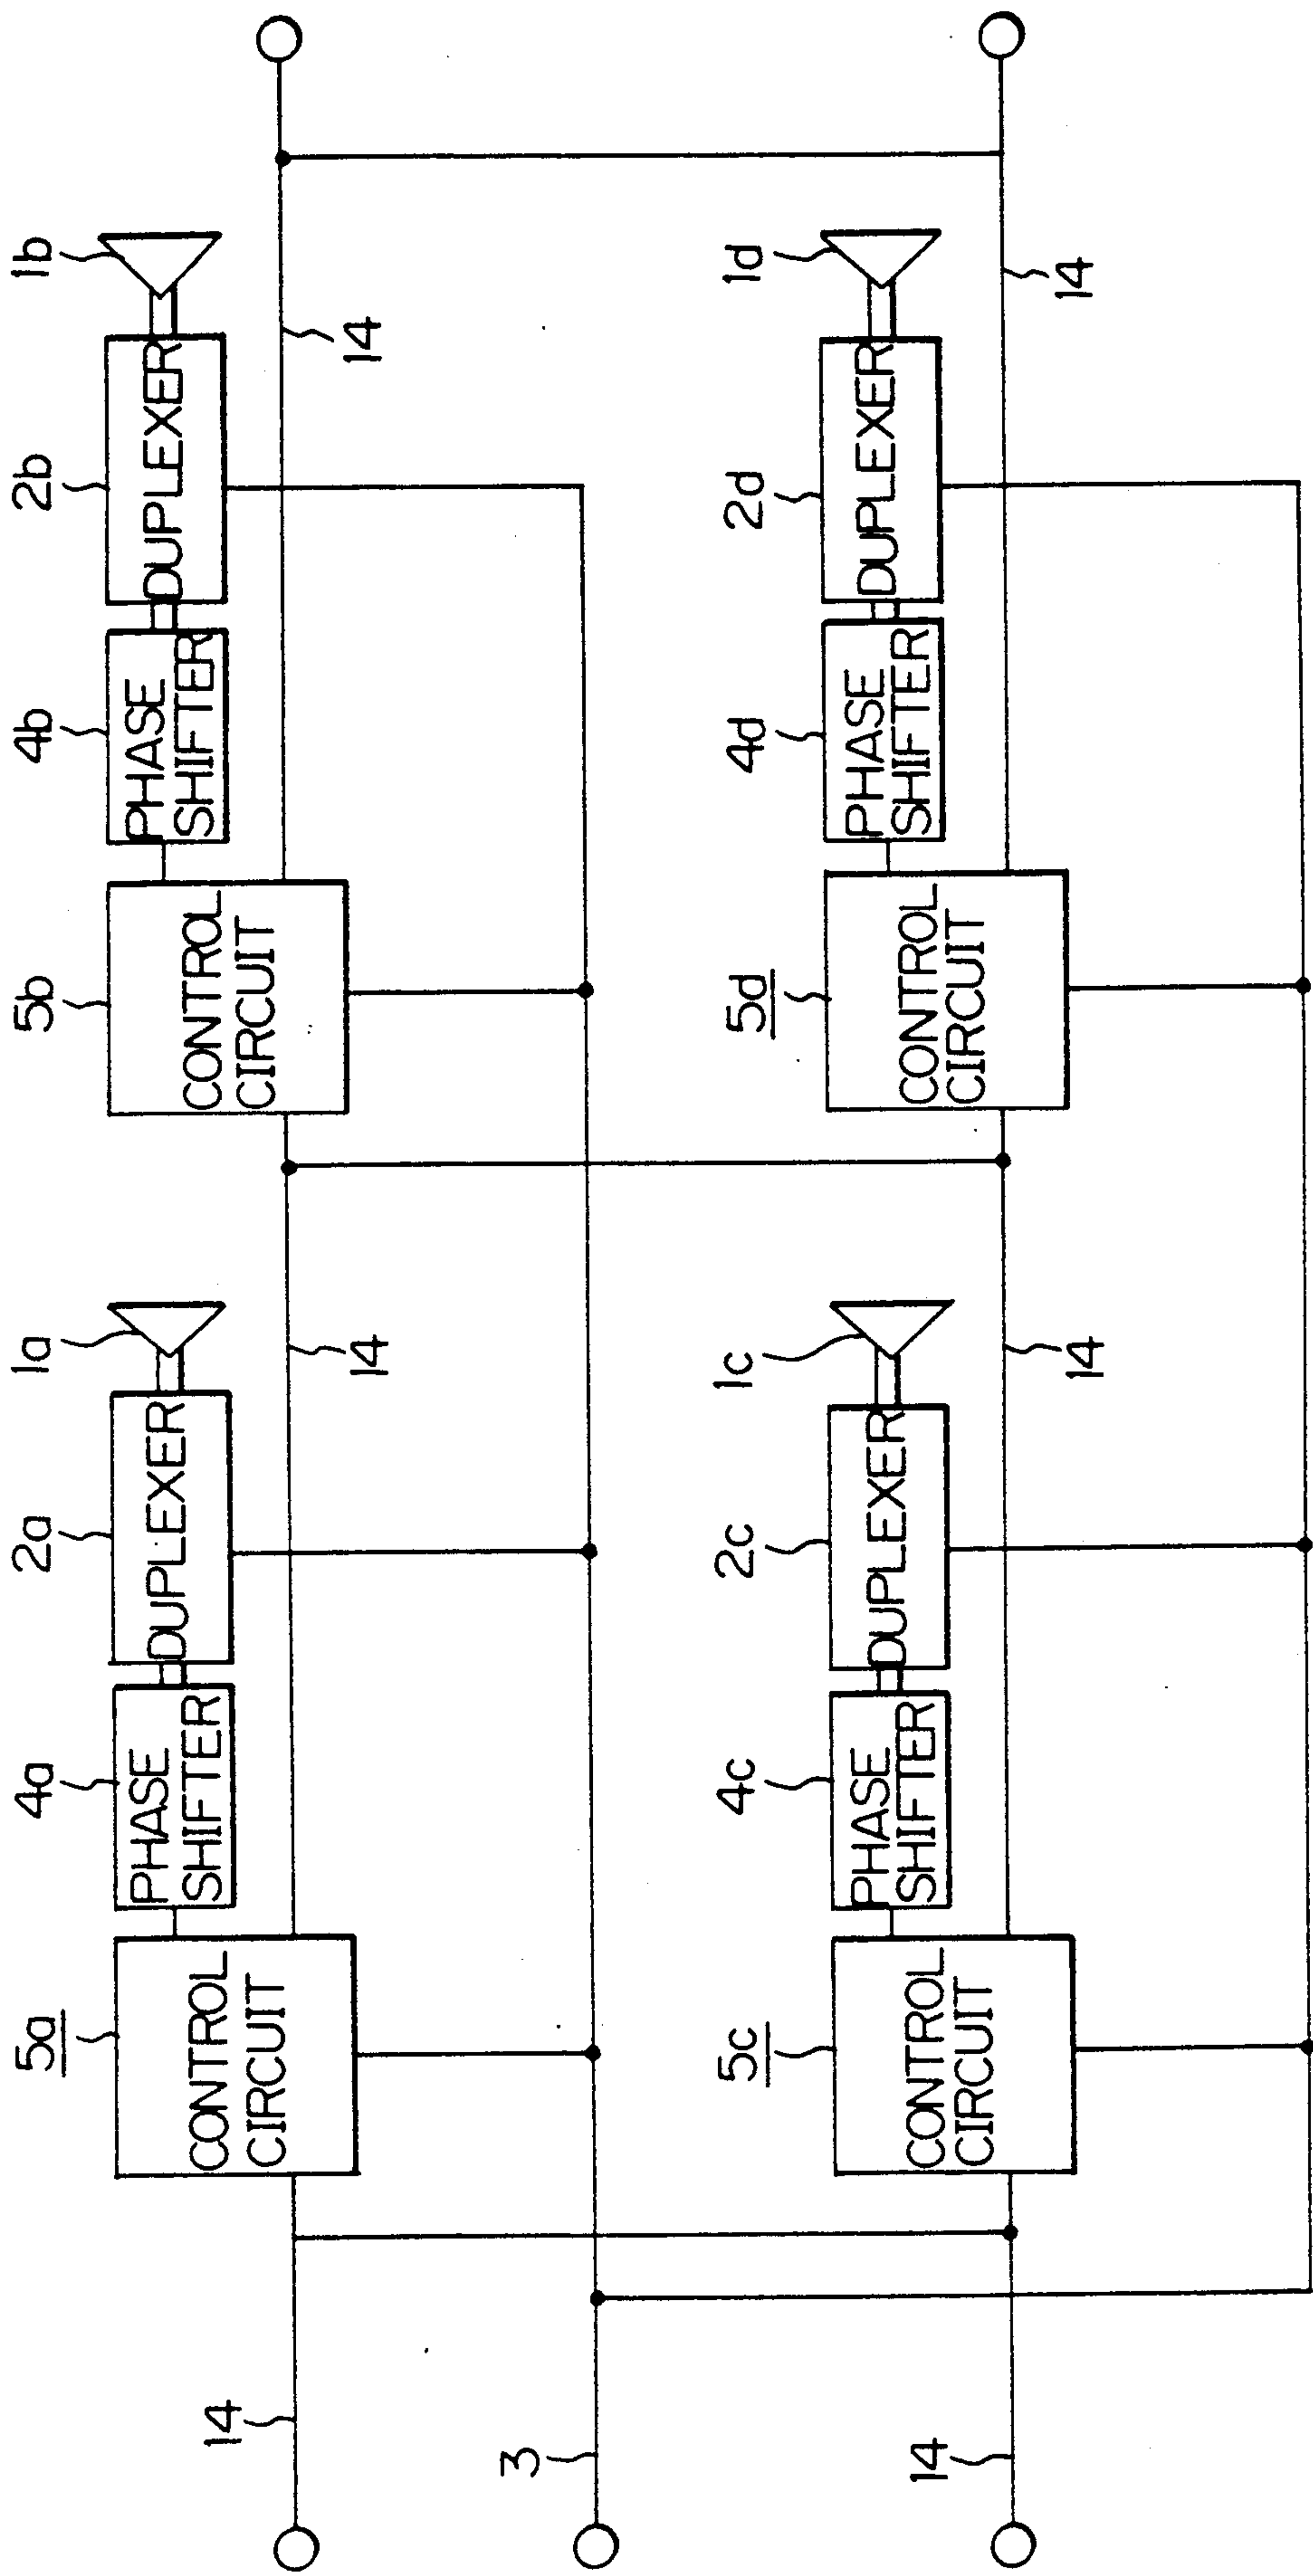 1b
2b
4b
5b
DUPLEXER
PHASE
SHIFTER
CONTROL
CIRCUIT
14
1a
2a
4a
5a
DUPLEXER
PHASE
SHIFTER
CONTROL
CIRCUIT
14
14
3
1d
2d
4d
5d
DUPLEXER
PHASE
SHIFTER
CONTROL
CIRCUIT
14
1c
2c
4c
5c
DUPLEXER
PHASE
SHIFTER
CONTROL
CIRCUIT
14
14